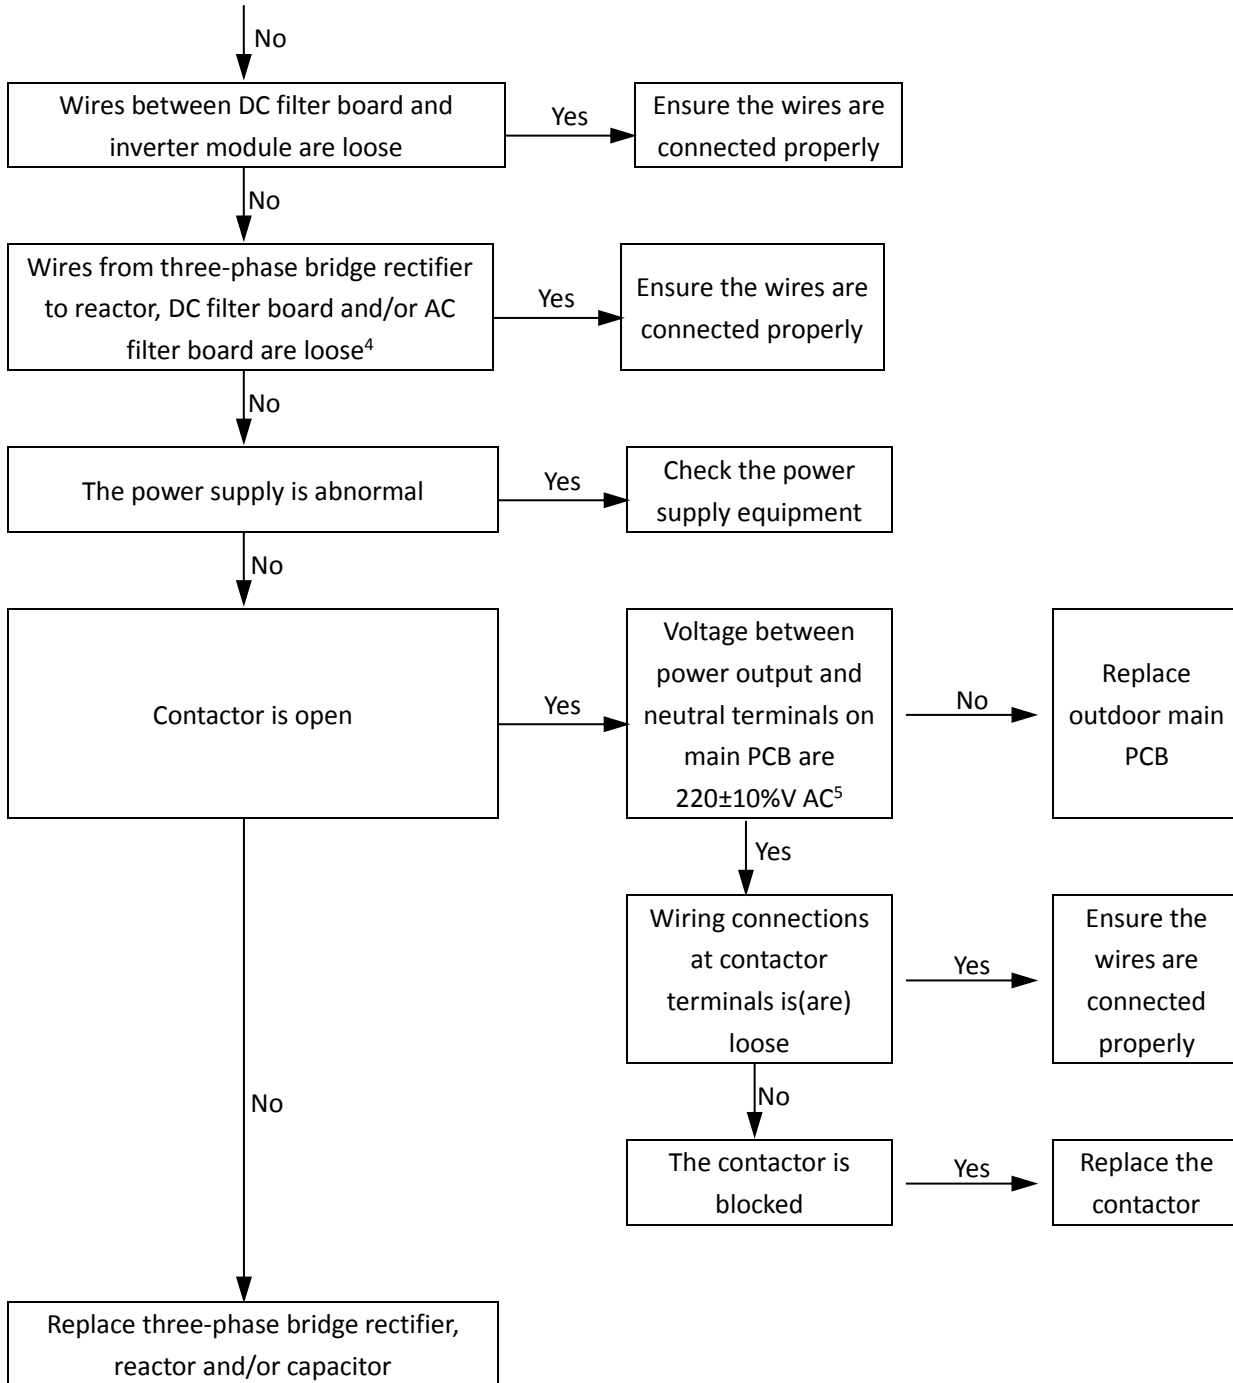 No
Wires between DC filter board and
inverter module are loose
Yes
Ensure the wires are
connected properly
No
Wires from three-phase bridge rectifier
to reactor, DC filter board and/or AC
filter board are loose⁴
Yes
Ensure the wires are
connected properly
No
The power supply is abnormal
Yes
Check the power
supply equipment
No
Contactor is open
Yes
Voltage between
power output and
neutral terminals on
main PCB are
220±10%V AC⁵
No
Replace
outdoor main
PCB
Yes
Wiring connections
at contactor
terminals is(are)
loose
Yes
Ensure the
wires are
connected
properly
No
No
The contactor is
blocked
Yes
Replace the
contactor
Replace three-phase bridge rectifier,
reactor and/or capacitor